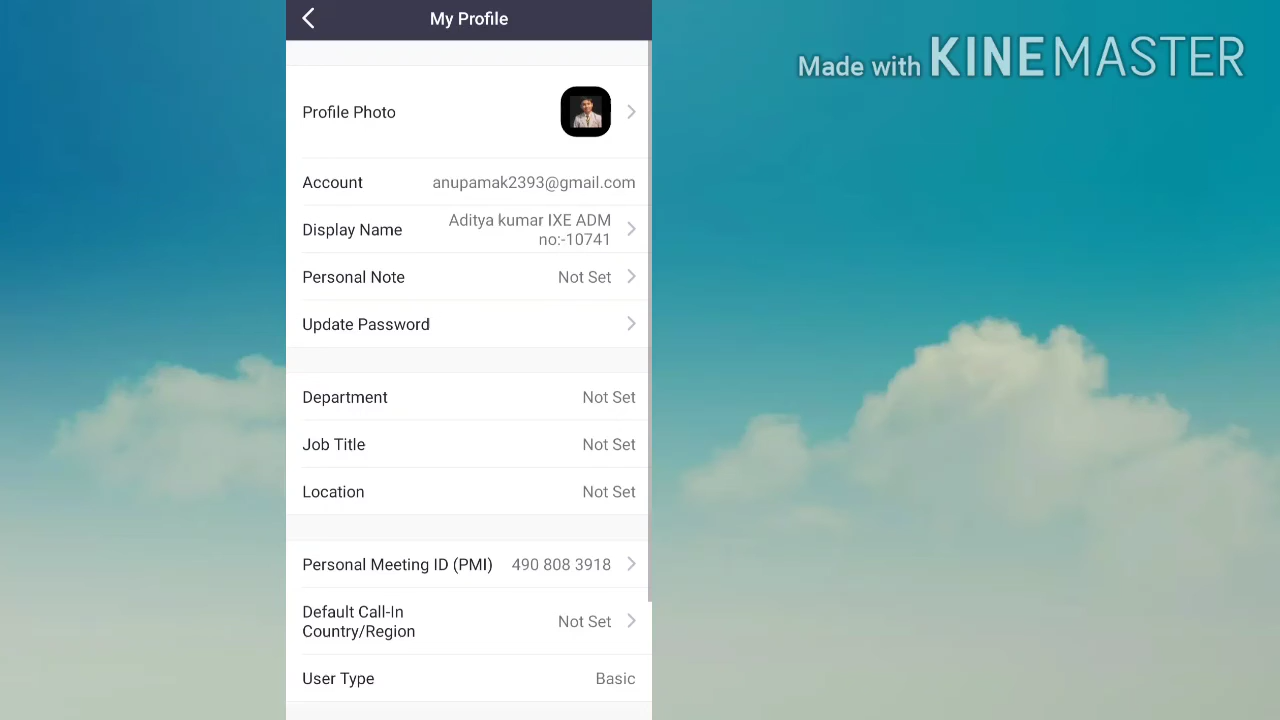 My Profile
Made with KINEMASTER
Profile Photo
Account anupamak2393@gmail.com
Display Name Aditya kumar IXE ADM
no:-10741
Personal Note Not Set
Update Password
Department Not Set
Job Title Not Set
Location Not Set
Personal Meeting ID (PMI) 490 808 3918
Default Call-In
Country/Region Not Set
User Type Basic